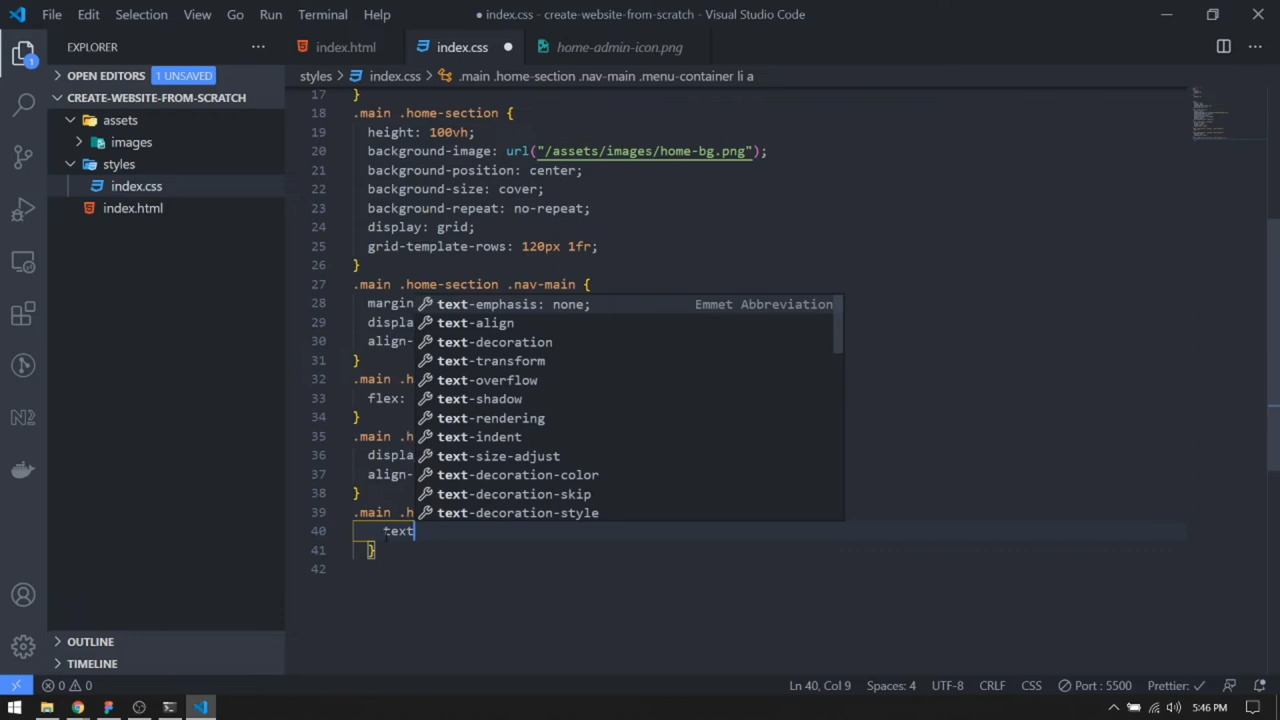 File Edit Selection View Go Run Terminal Help
● index.css - create-website-from-scratch - Visual Studio Code
EXPLORER
index.html
index.css
home-admin-icon.png
OPEN EDITORS 1 UNSAVED
styles > index.css > .main .home-section .nav-main .menu-container li a
CREATE-WEBSITE-FROM-SCRATCH
assets
images
styles
index.css
index.html
17 }
18 .main .home-section {
19 height: 100vh;
20 background-image: url("/assets/images/home-bg.png");
21 background-position: center;
22 background-size: cover;
23 background-repeat: no-repeat;
24 display: grid;
25 grid-template-rows: 120px 1fr;
26 }
27 .main .home-section .nav-main {
28 margin
29 displa
30 align-
31 }
32 .main .h
33 flex:
34 }
35 .main .h
36 displa
37 align-
38 }
39 .main .h
40 text
41 }
42
text-emphasis: none; Emmet Abbreviation
text-align
text-decoration
text-transform
text-overflow
text-shadow
text-rendering
text-indent
text-size-adjust
text-decoration-color
text-decoration-skip
text-decoration-style
OUTLINE
TIMELINE
0 0 Ln 40, Col 9 Spaces: 4 UTF-8 CRLF CSS Port : 5500 Prettier: ✓
5:46 PM